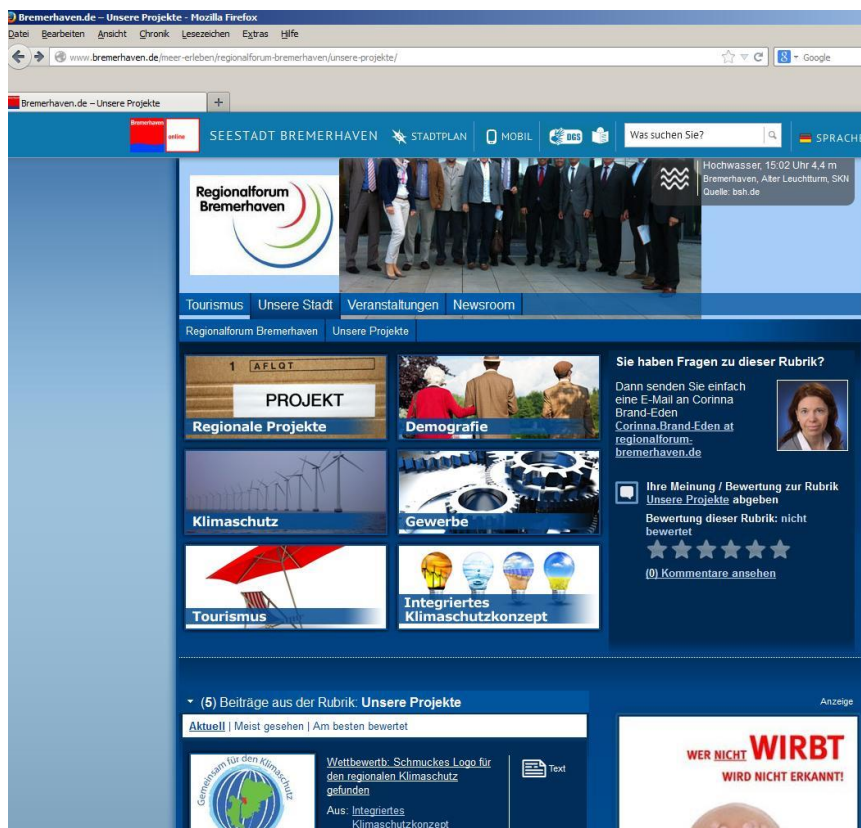 Bremerhaven.de – Unsere Projekte - Mozilla Firefox
Datei Bearbeiten Ansicht Chronik Lesezeichen Extras Hilfe
www.bremerhaven.de/meer-erleben/regionalforum-bremerhaven/unsere-projekte/
Google
Bremerhaven.de – Unsere Projekte
Bremerhaven
online
SEESTADT BREMERHAVEN STADTPLAN MOBIL DGS Was suchen Sie? SPRACHE
Hochwasser, 15:02 Uhr 4,4 m
Bremerhaven, Alter Leuchtturm, SKN
Quelle: bsh.de
Regionalforum
Bremerhaven
Tourismus Unsere Stadt Veranstaltungen Newsroom
Regionalforum Bremerhaven Unsere Projekte
1 AFLQT
PROJEKT
Regionale Projekte
Demografie
Klimaschutz
Gewerbe
Tourismus
Integriertes
Klimaschutzkonzept
Sie haben Fragen zu dieser Rubrik?
Dann senden Sie einfach
eine E-Mail an Corinna
Brand-Eden
Corinna.Brand-Eden at
regionalforum-
bremerhaven.de
Ihre Meinung / Bewertung zur Rubrik
Unsere Projekte abgeben
Bewertung dieser Rubrik: nicht
bewertet
(0) Kommentare ansehen
(5) Beiträge aus der Rubrik: Unsere Projekte
Aktuell | Meist gesehen | Am besten bewertet
Gemeinsam für den Klimaschutz
Wettbewertb: Schmuckes Logo für
den regionalen Klimaschutz
gefunden
Aus: Integriertes
Klimaschutzkonzept
Text
Anzeige
WER NICHT WIRBT
WIRD NICHT ERKANNT!